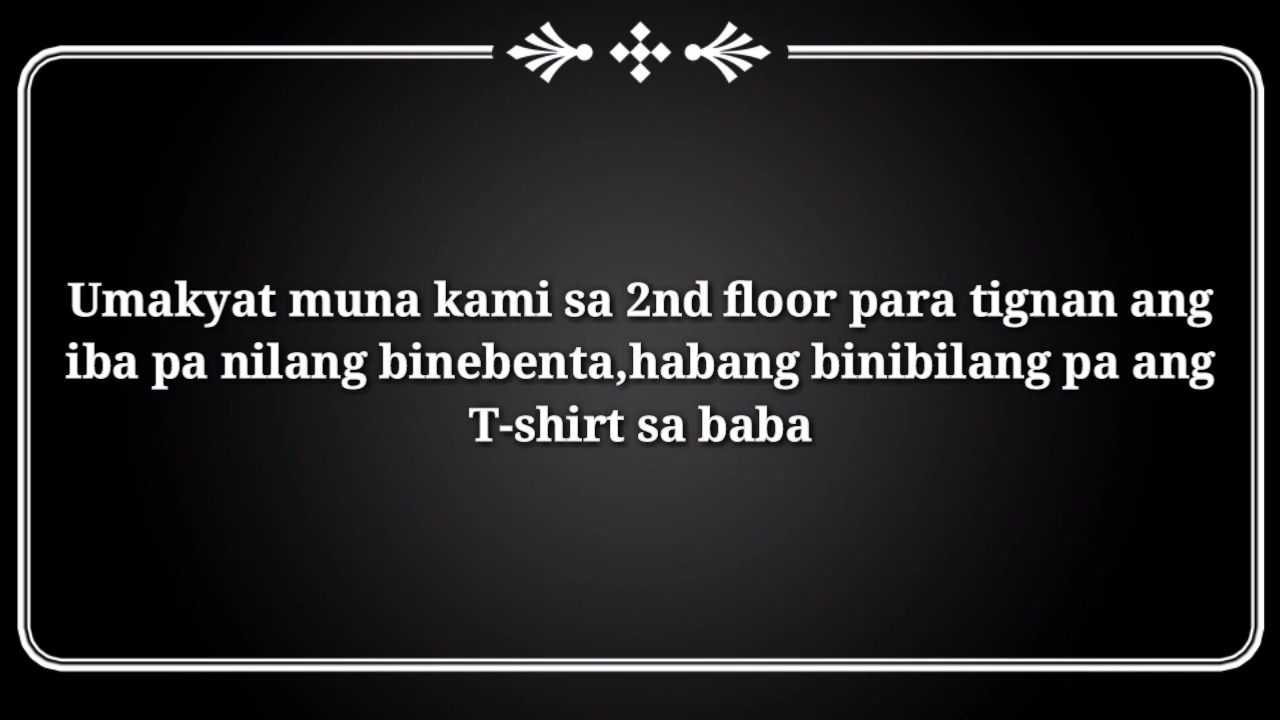 Umakyat muna kami sa 2nd floor para tignan ang
iba pa nilang binebenta,habang binibilang pa ang
T-shirt sa baba